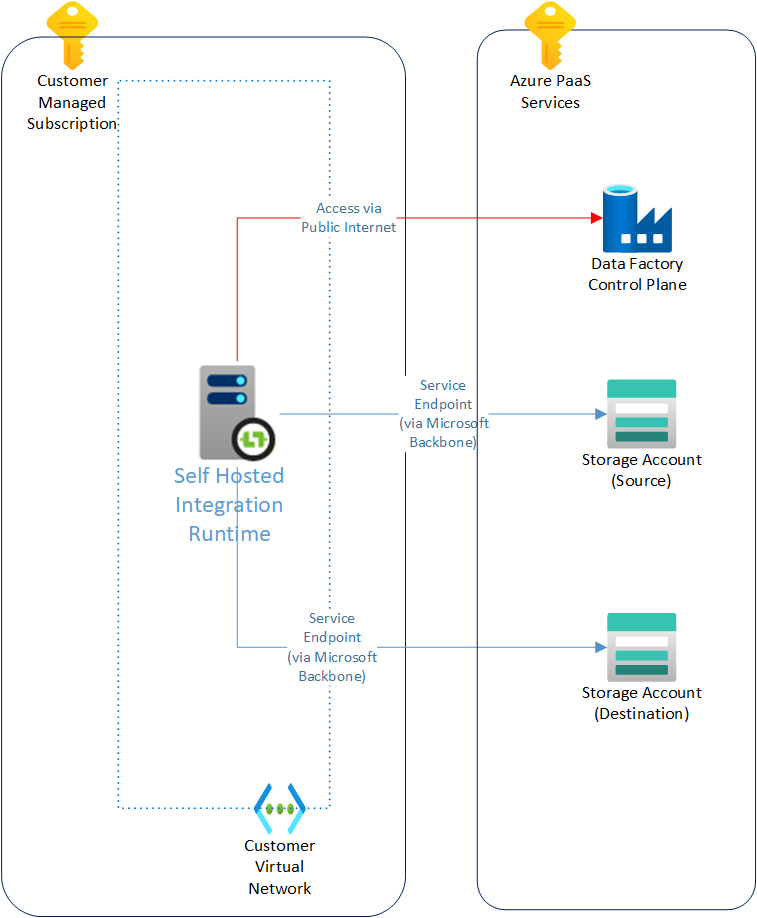 Customer
Managed
Subscription
Azure PaaS
Services
Access via
Public Internet
Data Factory
Control Plane
Service
Endpoint
(via Microsoft
Backbone)
Storage Account
(Source)
Self Hosted
Integration
Runtime
Service
Endpoint
(via Microsoft
Backbone)
Storage Account
(Destination)
Customer
Virtual
Network